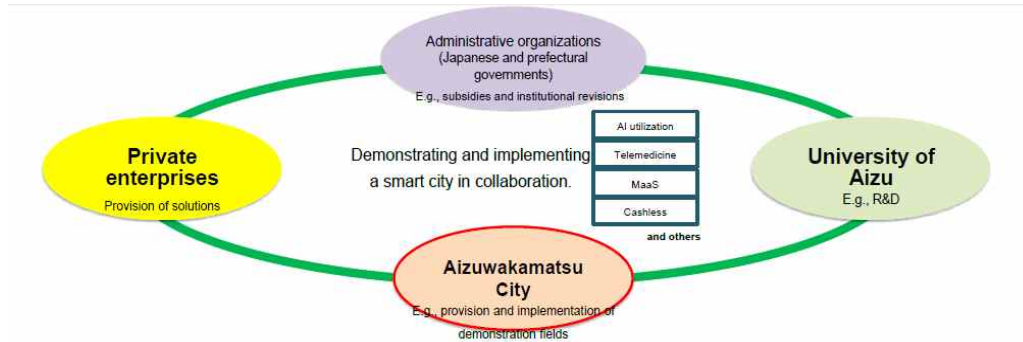 Administrative organizations
(Japanese and prefectural
governments)
E.g., subsidies and institutional revisions
Private
enterprises
Provision of solutions
Demonstrating and implementing
a smart city in collaboration.
AI utilization
Telemedicine
MaaS
Cashless
and others
University of
Aizu
E.g., R&D
Aizuwakamatsu
City
E.g., provision and implementation of
demonstration fields